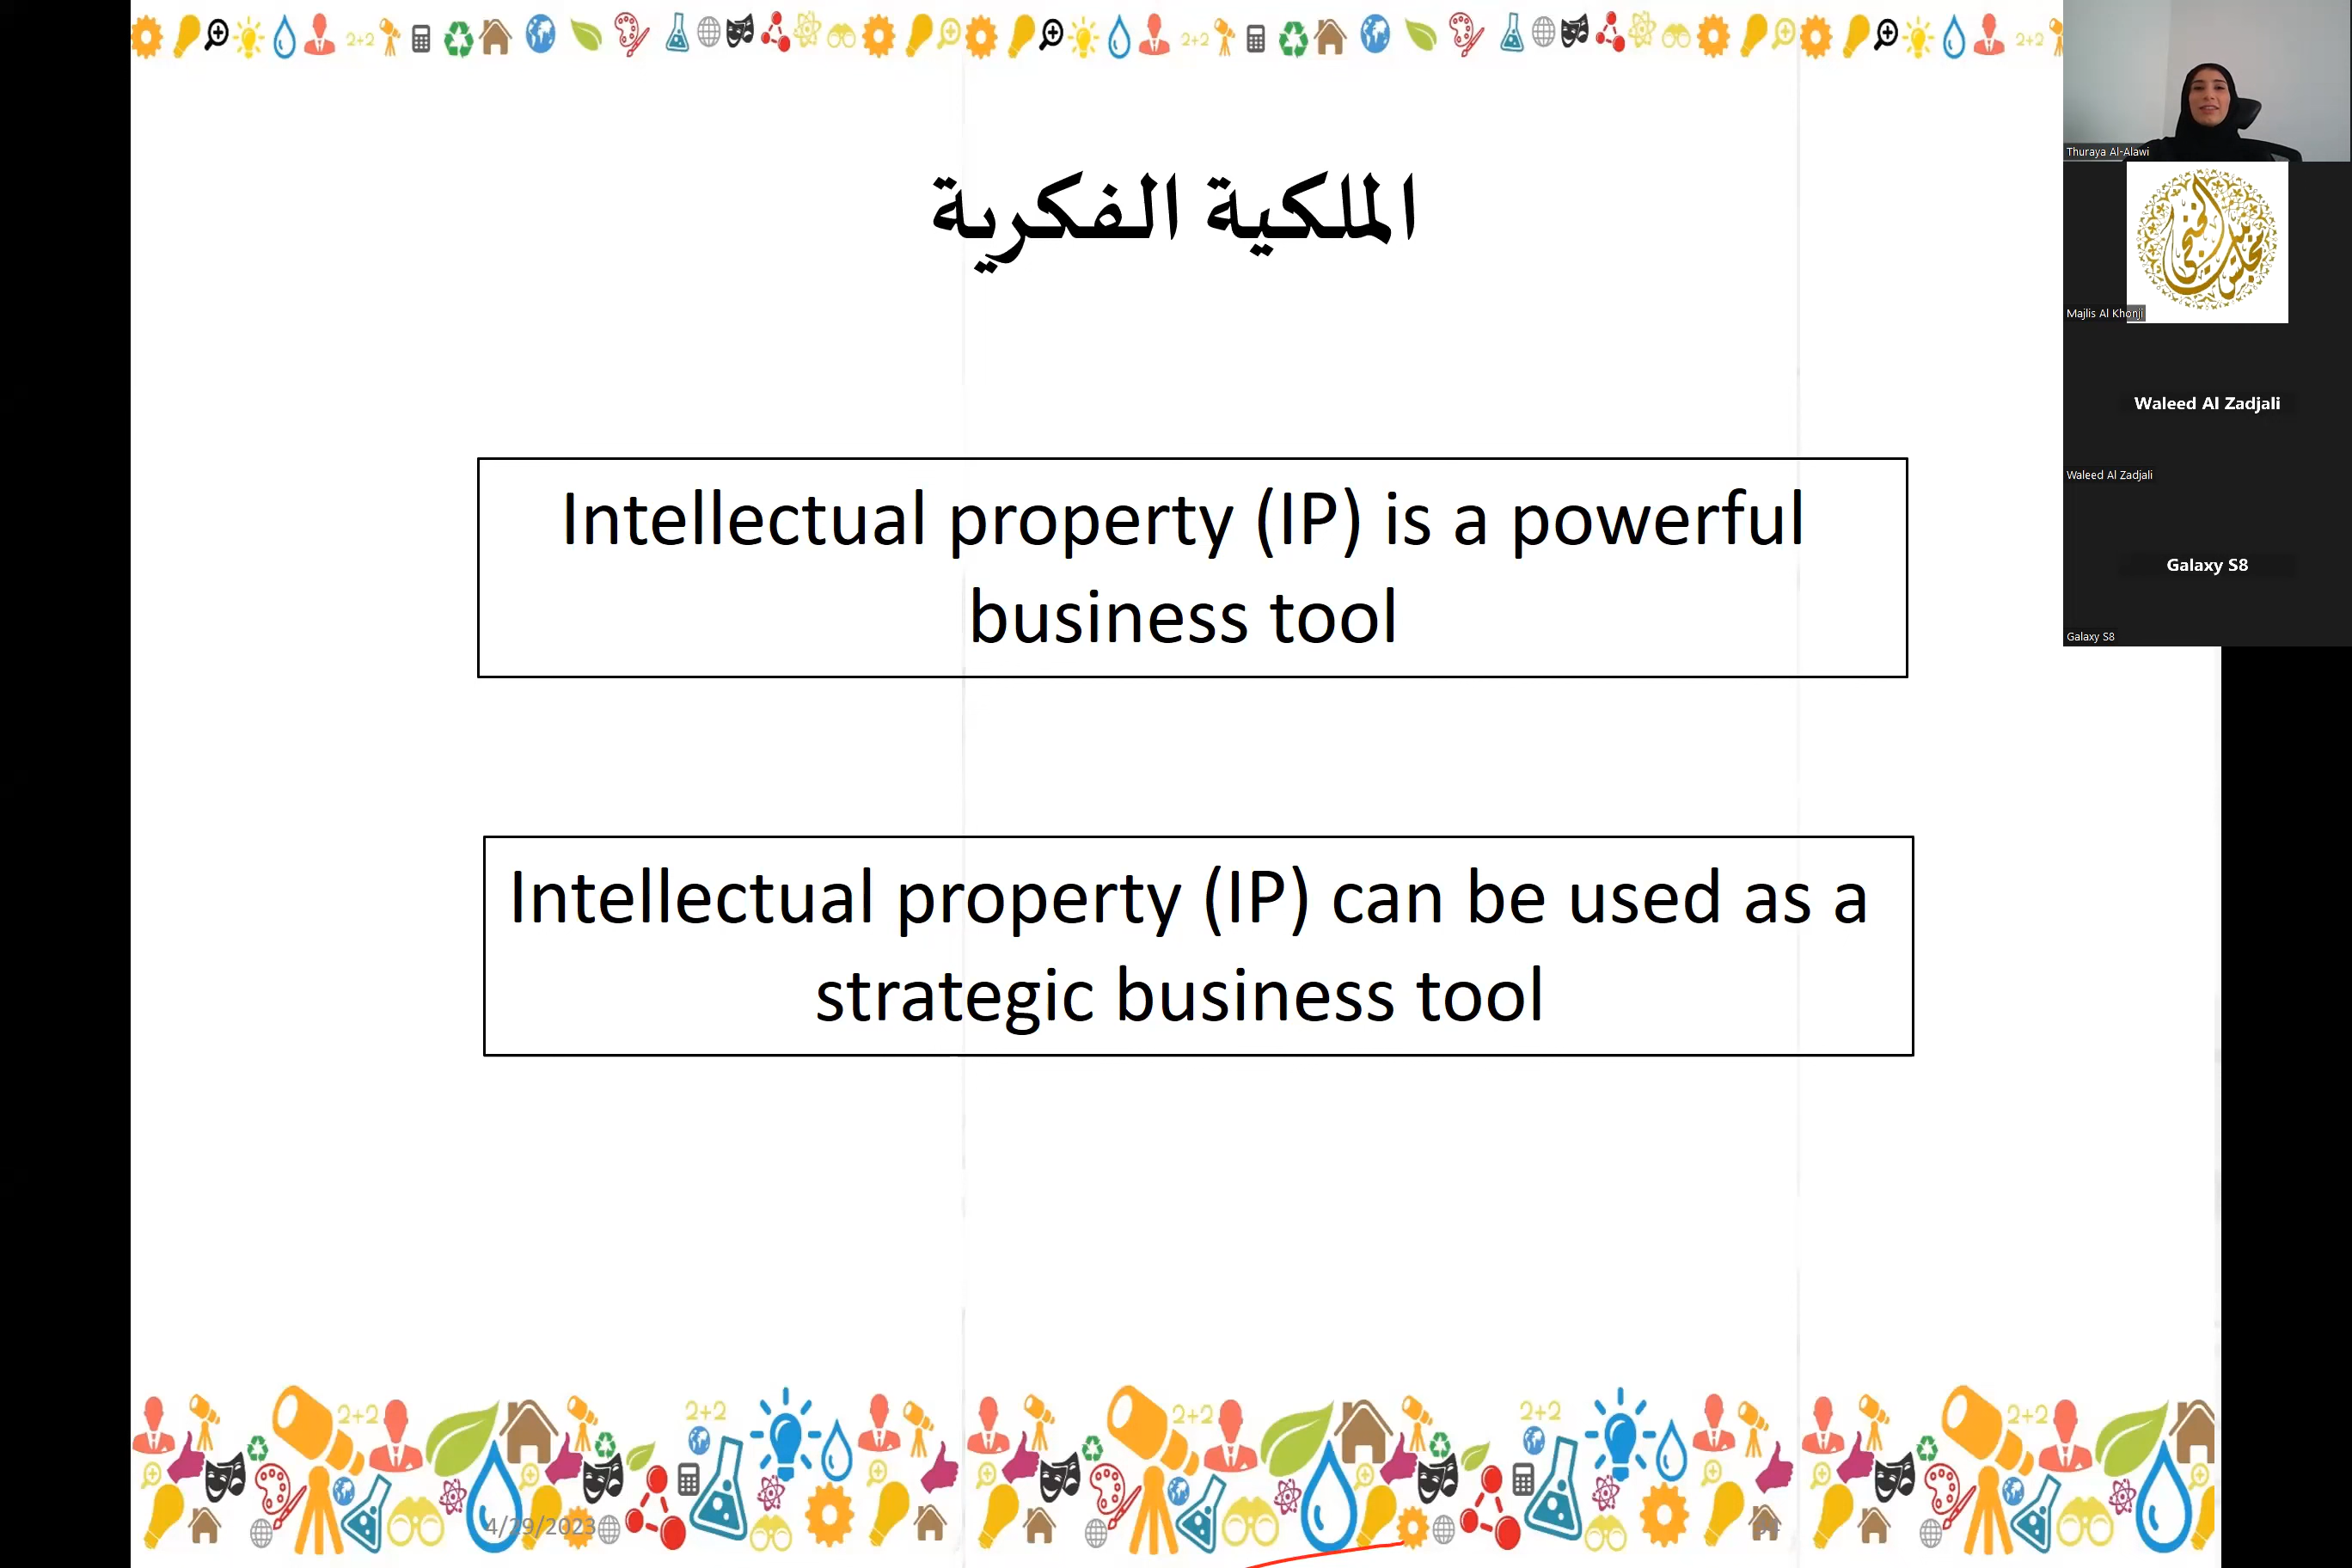 الملكية الفكرية
Intellectual property (IP) is a powerful
business tool
Intellectual property (IP) can be used as a
strategic business tool
4/29/2023
Thuraya Al-Alawi
Majlis Al Khonji
Waleed Al Zadjali
Waleed Al Zadjali
Galaxy S8
Galaxy S8